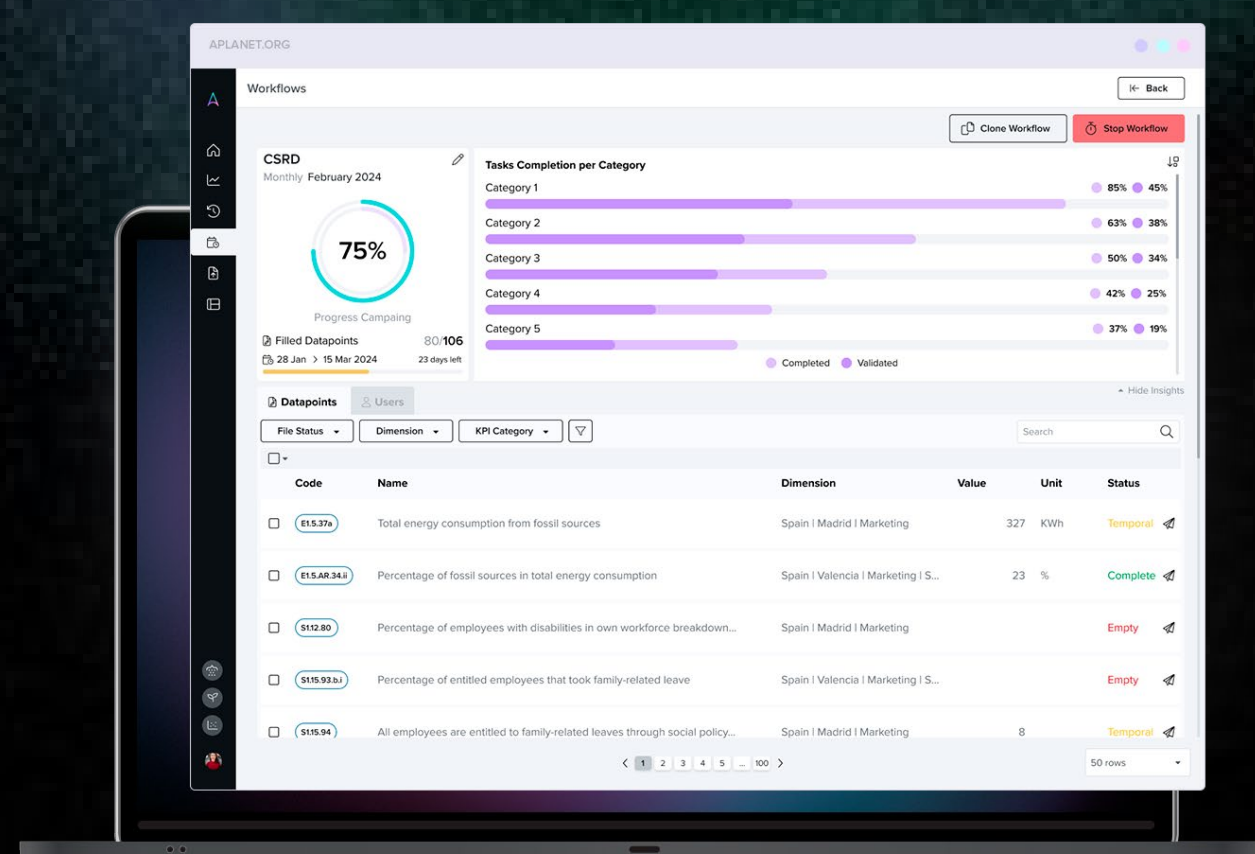 APLANET.ORG
Workflows
Back
Clone Workflow
Stop Workflow
CSRD
Monthly February 2024
75%
Progress Campaing
Filled Datapoints 80/106
28 Jan > 15 Mar 2024 23 days left
Tasks Completion per Category
Category 1 85% 45%
Category 2 63% 38%
Category 3 50% 34%
Category 4 42% 25%
Category 5 37% 19%
Completed Validated
Hide Insights
Datapoints Users
File Status Dimension KPI Category Search
Code Name Dimension Value Unit Status
E1.5.37a Total energy consumption from fossil sources Spain | Madrid | Marketing 327 KWh Temporal
E1.5.AR.34.ii Percentage of fossil sources in total energy consumption Spain | Valencia | Marketing | S... 23 % Complete
S1.12.80 Percentage of employees with disabilities in own workforce breakdown... Spain | Madrid | Marketing Empty
S1.15.93.b.i Percentage of entitled employees that took family-related leave Spain | Valencia | Marketing | S... Empty
S1.15.94 All employees are entitled to family-related leaves through social policy... Spain | Madrid | Marketing 8 Temporal
< 1 2 3 4 5 ... 100 >
50 rows